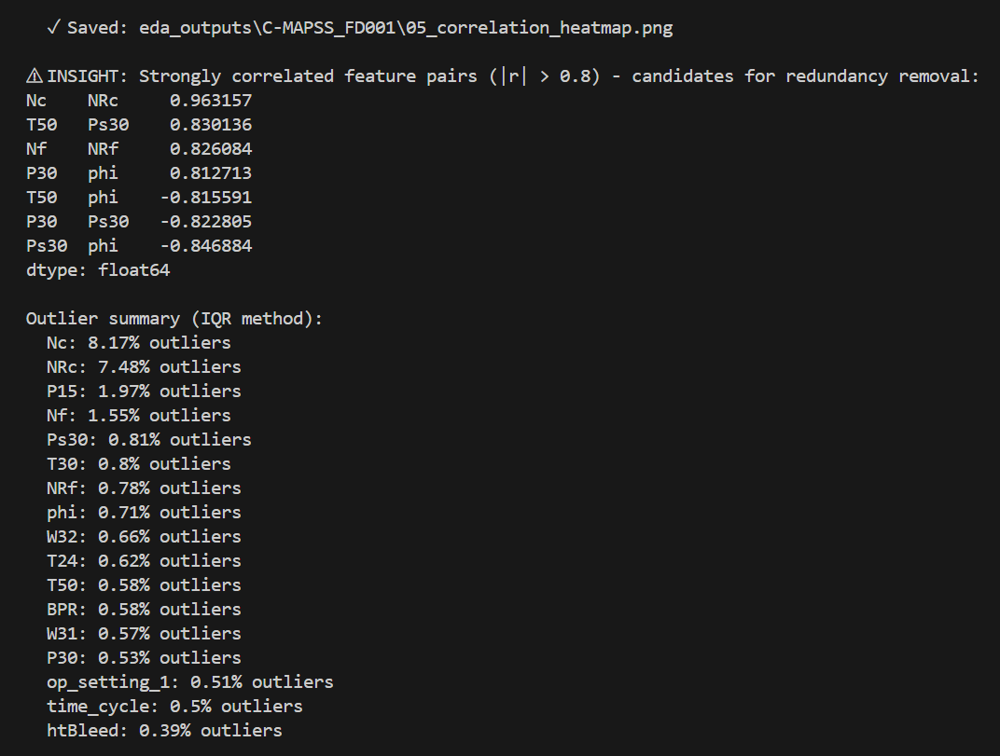 ✓ Saved: eda_outputs\C-MAPSS_FD001\05_correlation_heatmap.png
⚠ INSIGHT: Strongly correlated feature pairs (|r| > 0.8) - candidates for redundancy removal:
Nc    NRc     0.963157
T50   Ps30    0.830136
Nf    NRf     0.826084
P30   phi     0.812713
T50   phi    -0.815591
P30   Ps30   -0.822805
Ps30  phi    -0.846884
dtype: float64
Outlier summary (IQR method):
Nc: 8.17% outliers
NRc: 7.48% outliers
P15: 1.97% outliers
Nf: 1.55% outliers
Ps30: 0.81% outliers
T30: 0.8% outliers
NRf: 0.78% outliers
phi: 0.71% outliers
W32: 0.66% outliers
T24: 0.62% outliers
T50: 0.58% outliers
BPR: 0.58% outliers
W31: 0.57% outliers
P30: 0.53% outliers
op_setting_1: 0.51% outliers
time_cycle: 0.5% outliers
htBleed: 0.39% outliers